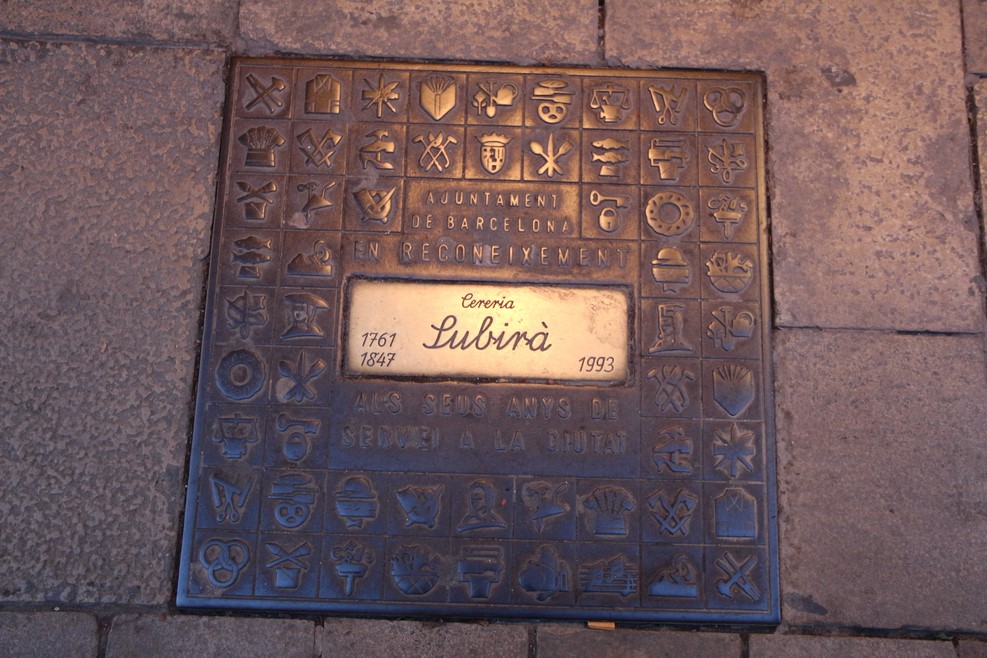 AJUNTAMENT
DE BARCELONA
EN RECONEIXEMENT
Cereria
Subirà
1761
1847
1993
ALS SEUS ANYS DE
SERVEI A LA CIUTAT